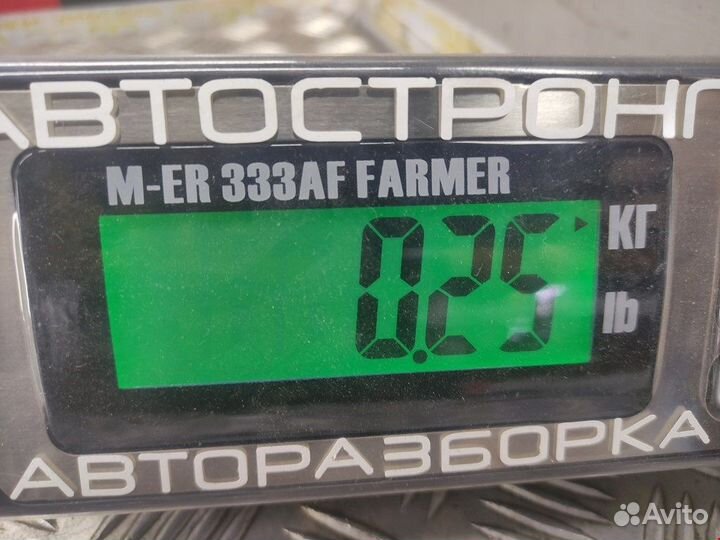 АВТОСТРОНГ
M-ER 333AF FARMER
0.25
КГ
lb
АВТОРАЗБОРКА
Avito